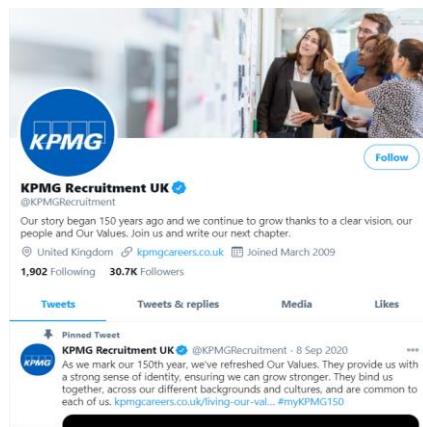 KPMG
Follow
KPMG Recruitment UK
@KPMGRecruitment
Our story began 150 years ago and we continue to grow thanks to a clear vision, our
people and Our Values. Join us and write our next chapter.
United Kingdom kpmgcareers.co.uk Joined March 2009
1,902 Following 30.7K Followers
Tweets Tweets & replies Media Likes
Pinned Tweet
KPMG Recruitment UK @KPMGRecruitment · 8 Sep 2020
KPMG
As we mark our 150th year, we've refreshed Our Values. They provide us with
a strong sense of identity, ensuring we can grow stronger. They bind us
together, across our different backgrounds and cultures, and are common to
each of us. kpmgcareers.co.uk/living-our-val... #myKPMG150